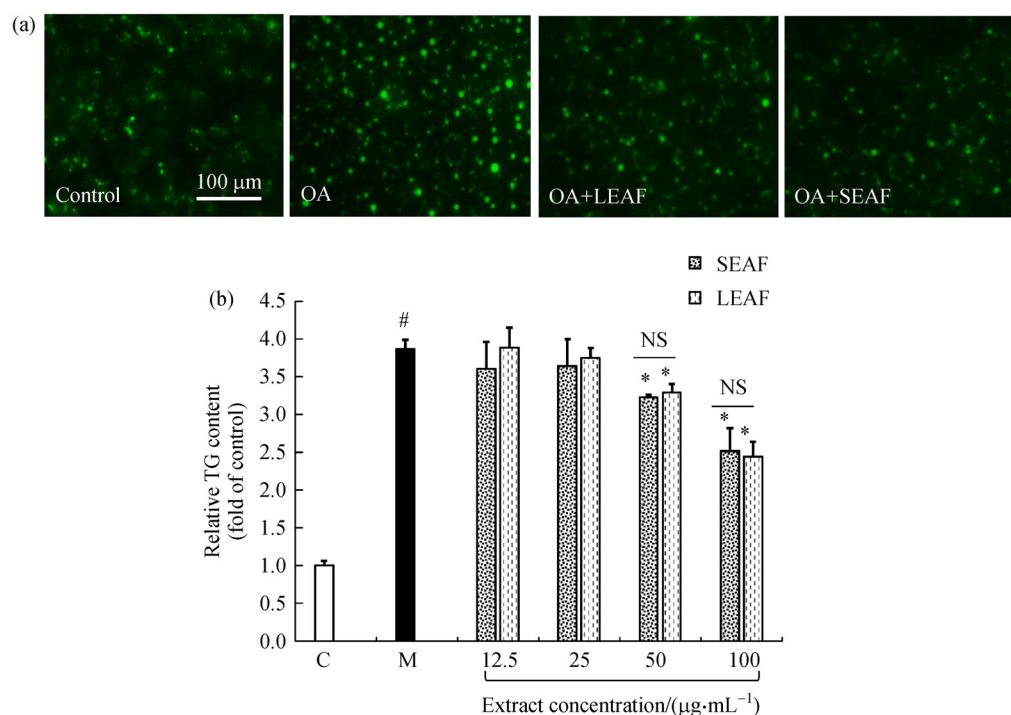 (a)
Control
100 μm
OA
OA+LEAF
OA+SEAF
SEAF
LEAF
(b)
4.5
4.0
3.5
3.0
2.5
2.0
1.5
1.0
0.5
0.0
Relative TG content
(fold of control)
#
NS
* *
NS
* *
C M 12.5 25 50 100
Extract concentration/(μg·mL⁻¹)